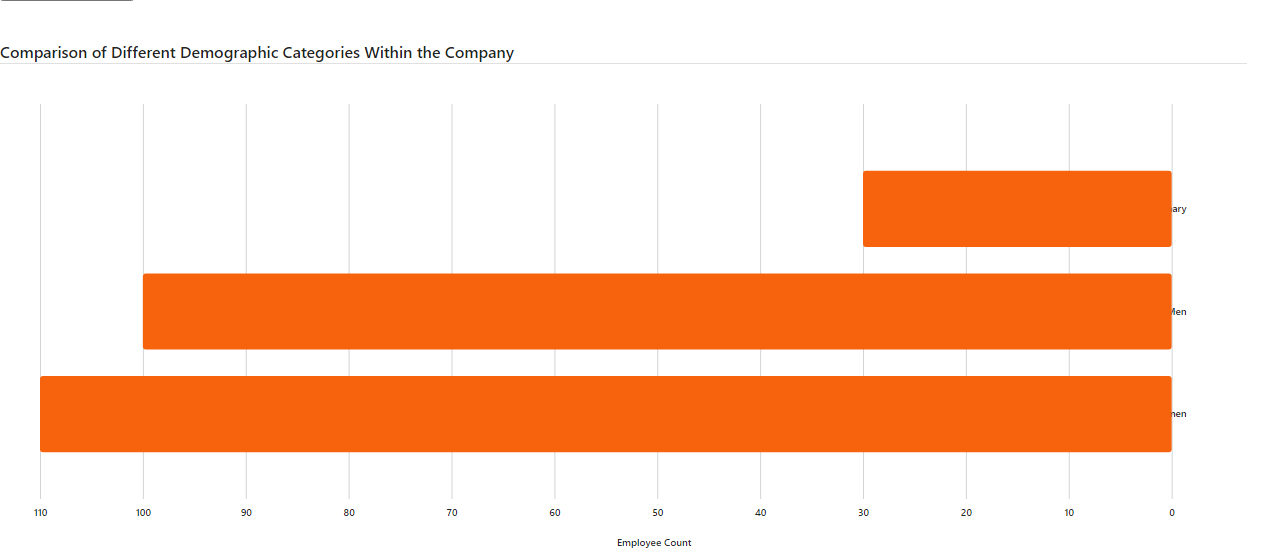 Comparison of Different Demographic Categories Within the Company
ary
Men
men
110 100 90 80 70 60 50 40 30 20 10 0
Employee Count